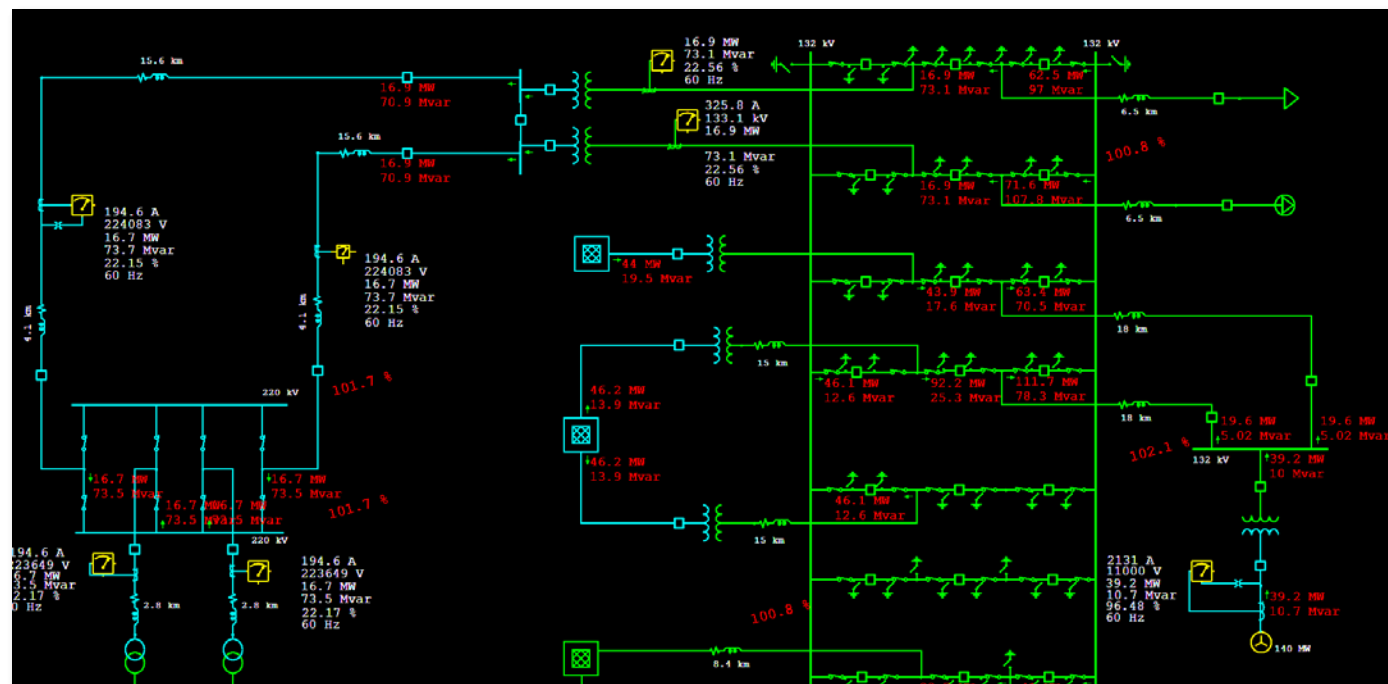 15.6 km
16.9 MW
70.9 Mvar
16.9 MW
73.1 Mvar
22.56 %
60 Hz
132 kV
132 kV
16.9 MW
73.1 Mvar
62.5 MW
97 Mvar
6.5 km
100.8 %
15.6 km
16.9 MW
70.9 Mvar
325.8 A
133.1 kV
16.9 MW
73.1 Mvar
22.56 %
60 Hz
16.9 MW
73.1 Mvar
71.6 MW
107.8 Mvar
6.5 km
194.6 A
224083 V
16.7 MW
73.7 Mvar
22.15 %
60 Hz
194.6 A
224083 V
16.7 MW
73.7 Mvar
22.15 %
60 Hz
44 MW
19.5 Mvar
43.9 MW
17.6 Mvar
63.4 MW
70.5 Mvar
18 km
4.1 km
4.1 km
15 km
46.1 MW
12.6 Mvar
92.2 MW
25.3 Mvar
111.7 MW
78.3 Mvar
18 km
101.7 %
220 kV
46.2 MW
13.9 Mvar
46.2 MW
13.9 Mvar
19.6 MW
5.02 Mvar
19.6 MW
5.02 Mvar
102.1 %
132 kV
39.2 MW
10 Mvar
16.7 MW
73.5 Mvar
16.7 MW
73.5 Mvar
16.7 MW
73.5 Mvar
101.7 %
220 kV
46.1 MW
12.6 Mvar
15 km
194.6 A
223649 V
16.7 MW
73.5 Mvar
22.17 %
60 Hz
2.8 km
2.8 km
2131 A
11000 V
39.2 MW
10.7 Mvar
96.48 %
60 Hz
39.2 MW
10.7 Mvar
140 MW
100.8 %
8.4 km